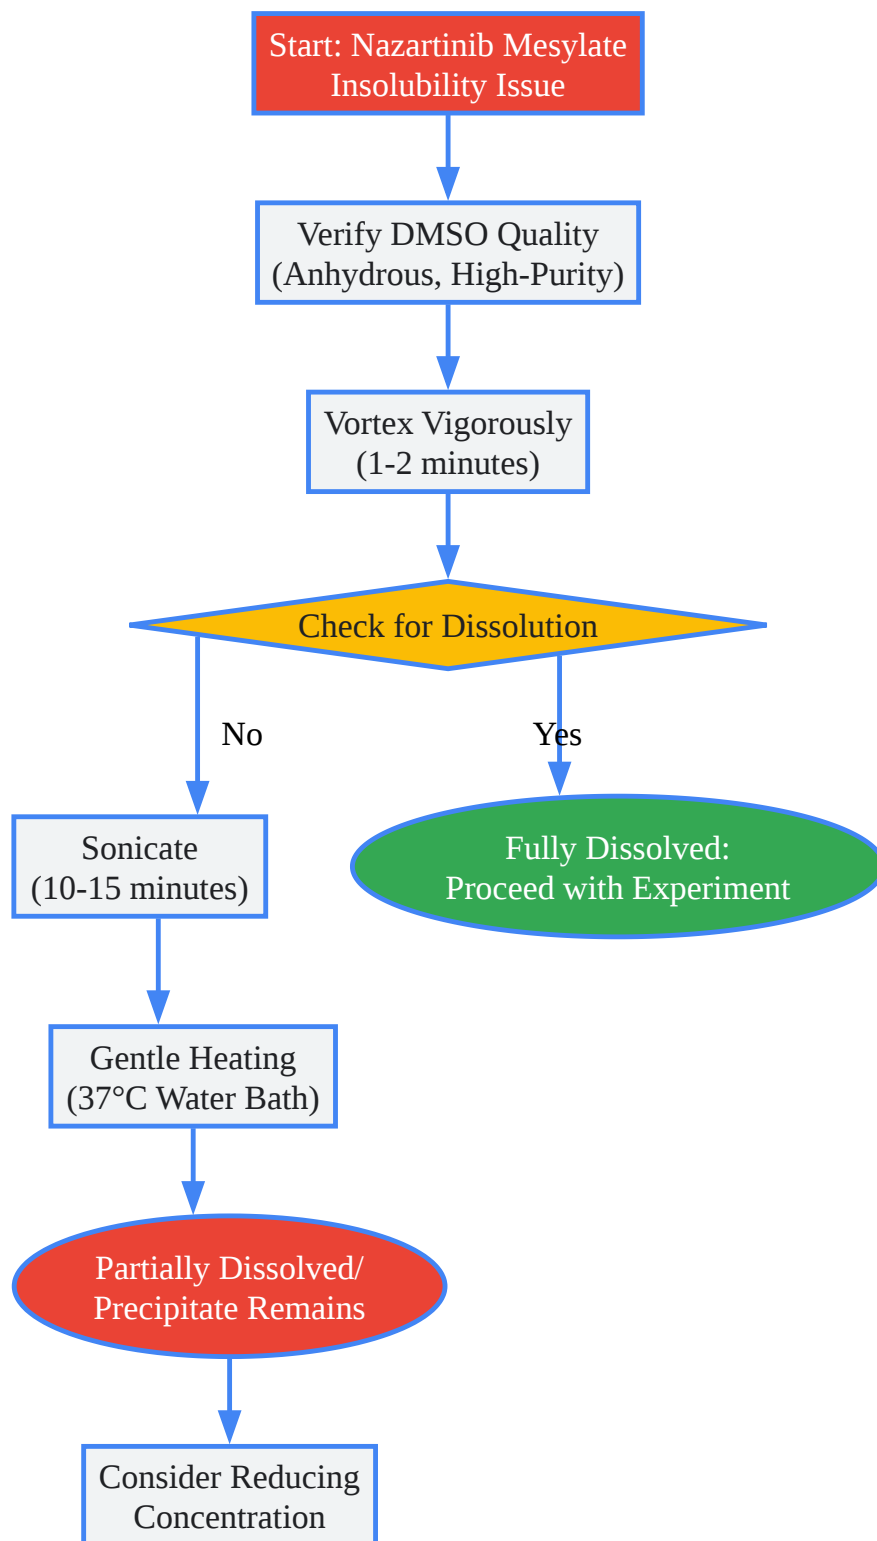 Start: Nazartinib Mesylate
Insolubility Issue
Verify DMSO Quality
(Anhydrous, High-Purity)
Vortex Vigorously
(1-2 minutes)
Check for Dissolution
No
Yes
Sonicate
(10-15 minutes)
Fully Dissolved:
Proceed with Experiment
Gentle Heating
(37°C Water Bath)
Partially Dissolved/
Precipitate Remains
Consider Reducing
Concentration